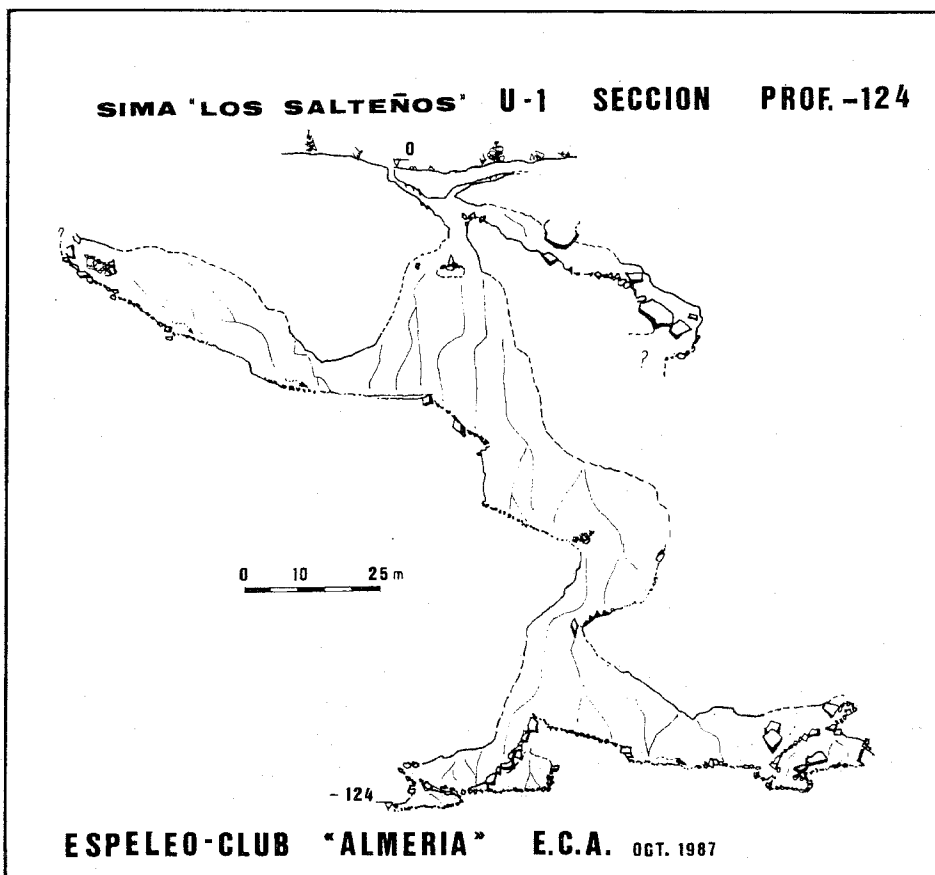 SIMA "LOS SALTEÑOS" U-1 SECCION PROF. -124
0
?
?
0 10 25 m
-124
ESPELEO-CLUB "ALMERIA" E.C.A. OCT. 1987